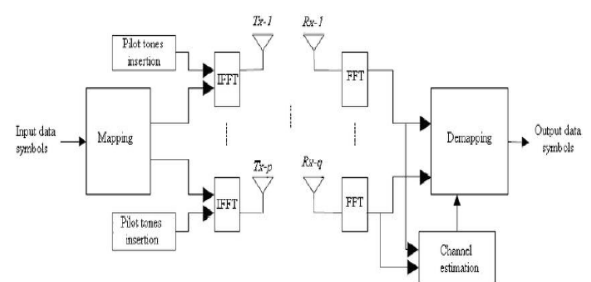 Tx-1
Rx-1
Pilot tones
insertion
IFFT
FFT
Input data
symbols
Mapping
Demapping
Output data
symbols
Tx-p
Rx-q
IFFT
FFT
Pilot tones
insertion
Channel
estimation